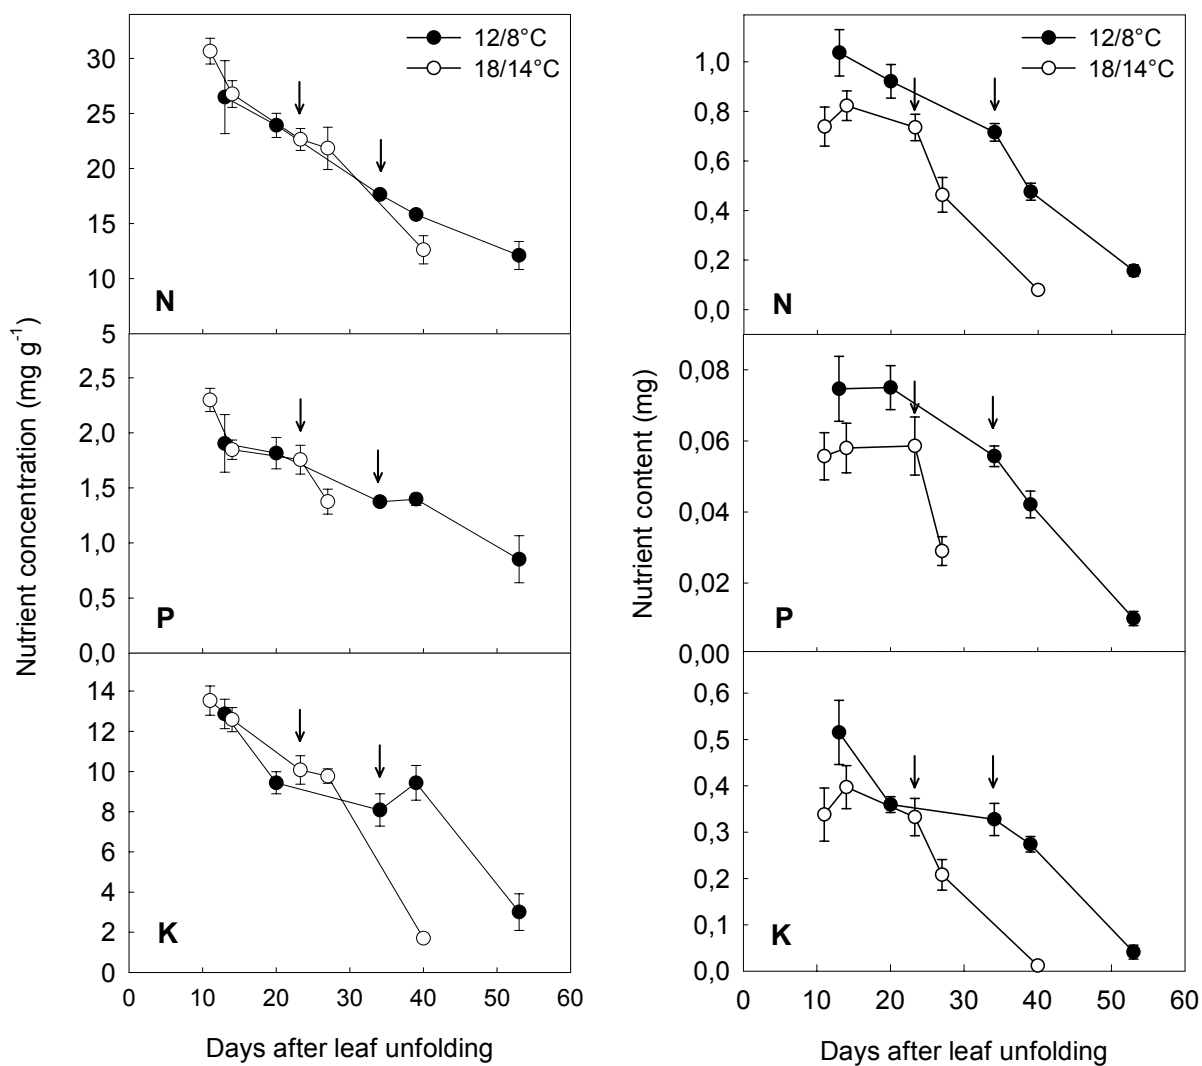 12/8°C
18/14°C
30
25
20
15
10
5
N
2,5
2,0
1,5
1,0
0,5
0,0
P
14
12
10
8
6
4
2
0
K
0 10 20 30 40 50 60
Days after leaf unfolding
Nutrient concentration (mg g-1)
12/8°C
18/14°C
1,0
0,8
0,6
0,4
0,2
0,0
N
0,08
0,06
0,04
0,02
0,00
P
0,6
0,5
0,4
0,3
0,2
0,1
0,0
K
0 10 20 30 40 50 60
Days after leaf unfolding
Nutrient content (mg)